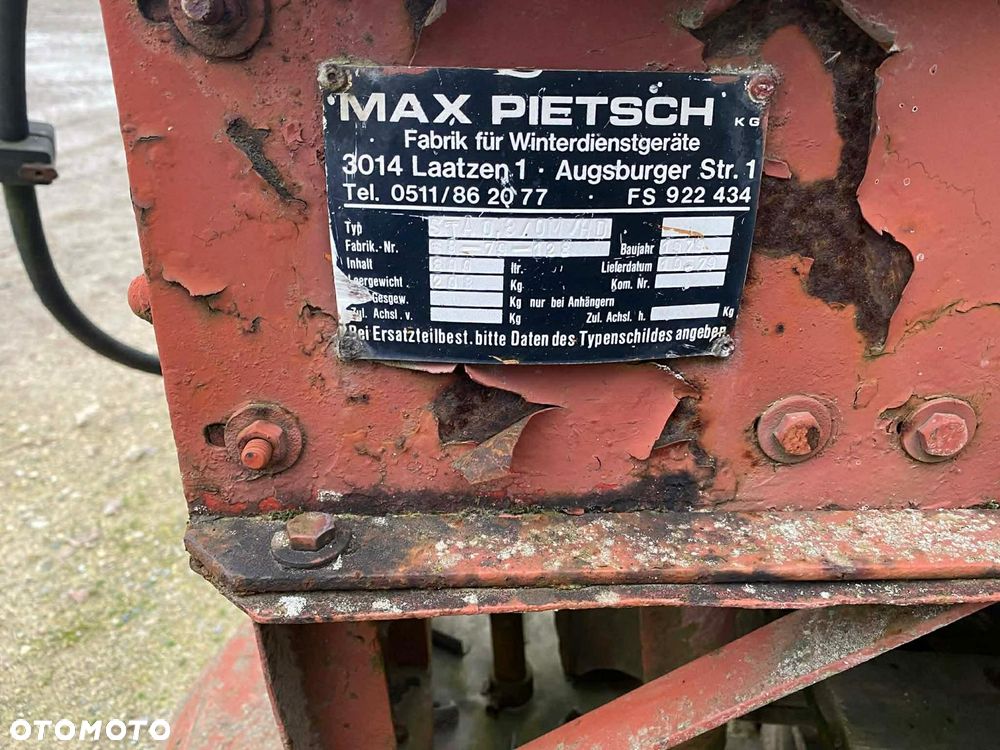 MAX PIETSCH KG
Fabrik für Winterdienstgeräte
3014 Laatzen 1 · Augsburger Str. 1
Tel. 0511/86 20 77 FS 922 434
Typ
Fabrik.-Nr. Baujahr
Inhalt ltr. Lieferdatum
Leergewicht Kg Kom. Nr.
Gesgew. Kg nur bei Anhängern
Zul. Achsl. v. Kg Zul. Achsl. h. Kg
Bei Ersatzteilbest. bitte Daten des Typenschildes angeben
OTOMOTO